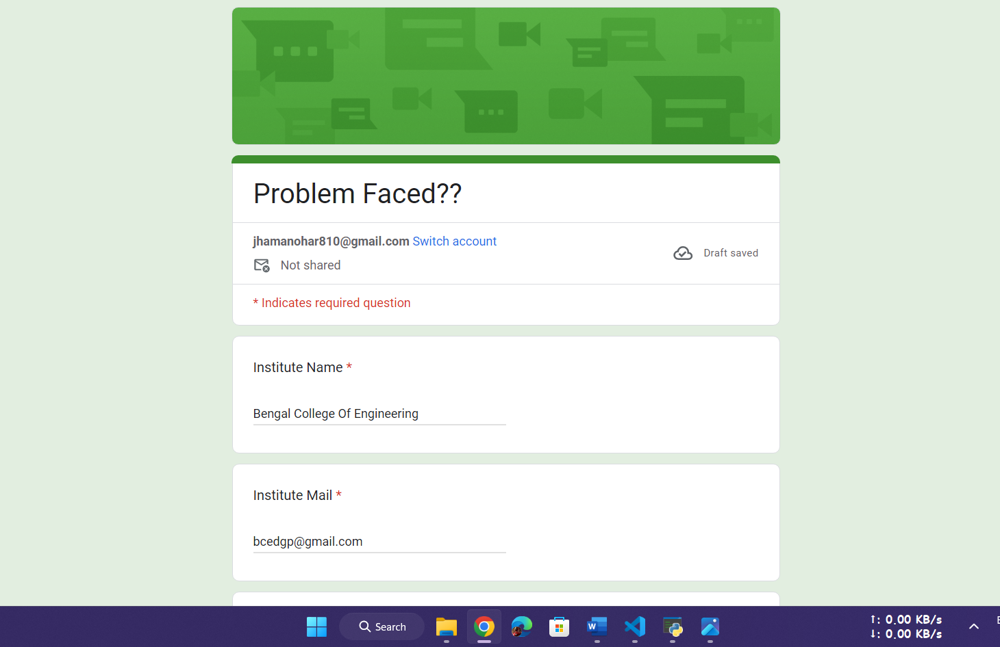 Problem Faced??
jhamanohar810@gmail.com Switch account
Not shared
Draft saved
* Indicates required question
Institute Name *
Bengal College Of Engineering
Institute Mail *
bcedgp@gmail.com
Search
W
↑: 0.00 KB/s
↓: 0.00 KB/s